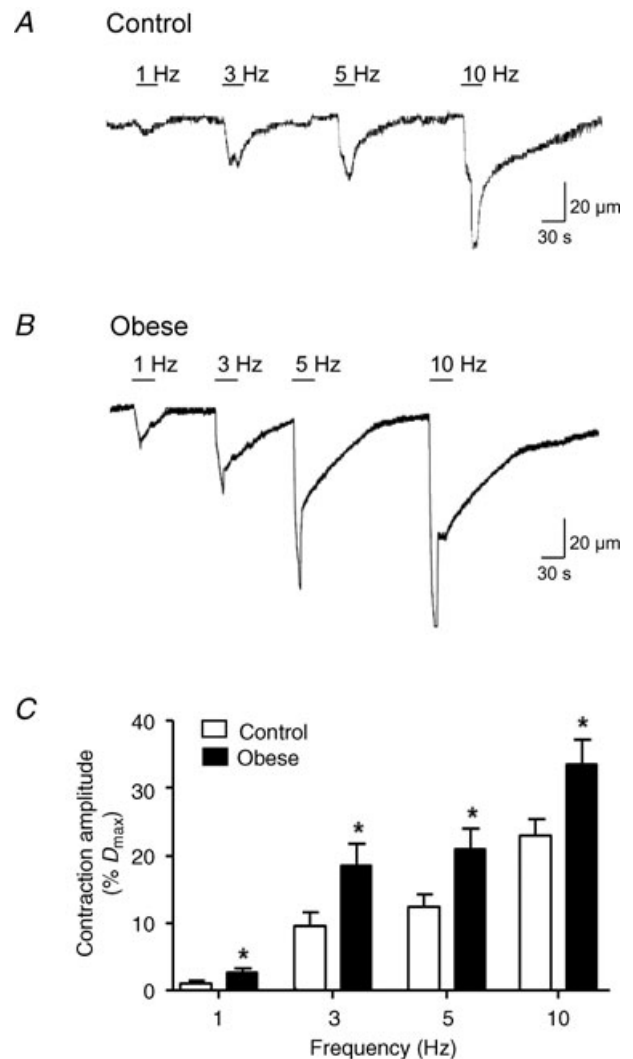 A Control
1 Hz 3 Hz 5 Hz 10 Hz
20 µm
30 s
B Obese
1 Hz 3 Hz 5 Hz 10 Hz
20 µm
30 s
C
Contraction amplitude
(% Dmax)
40
30
20
10
0
Control
Obese
* * * *
1 3 5 10
Frequency (Hz)